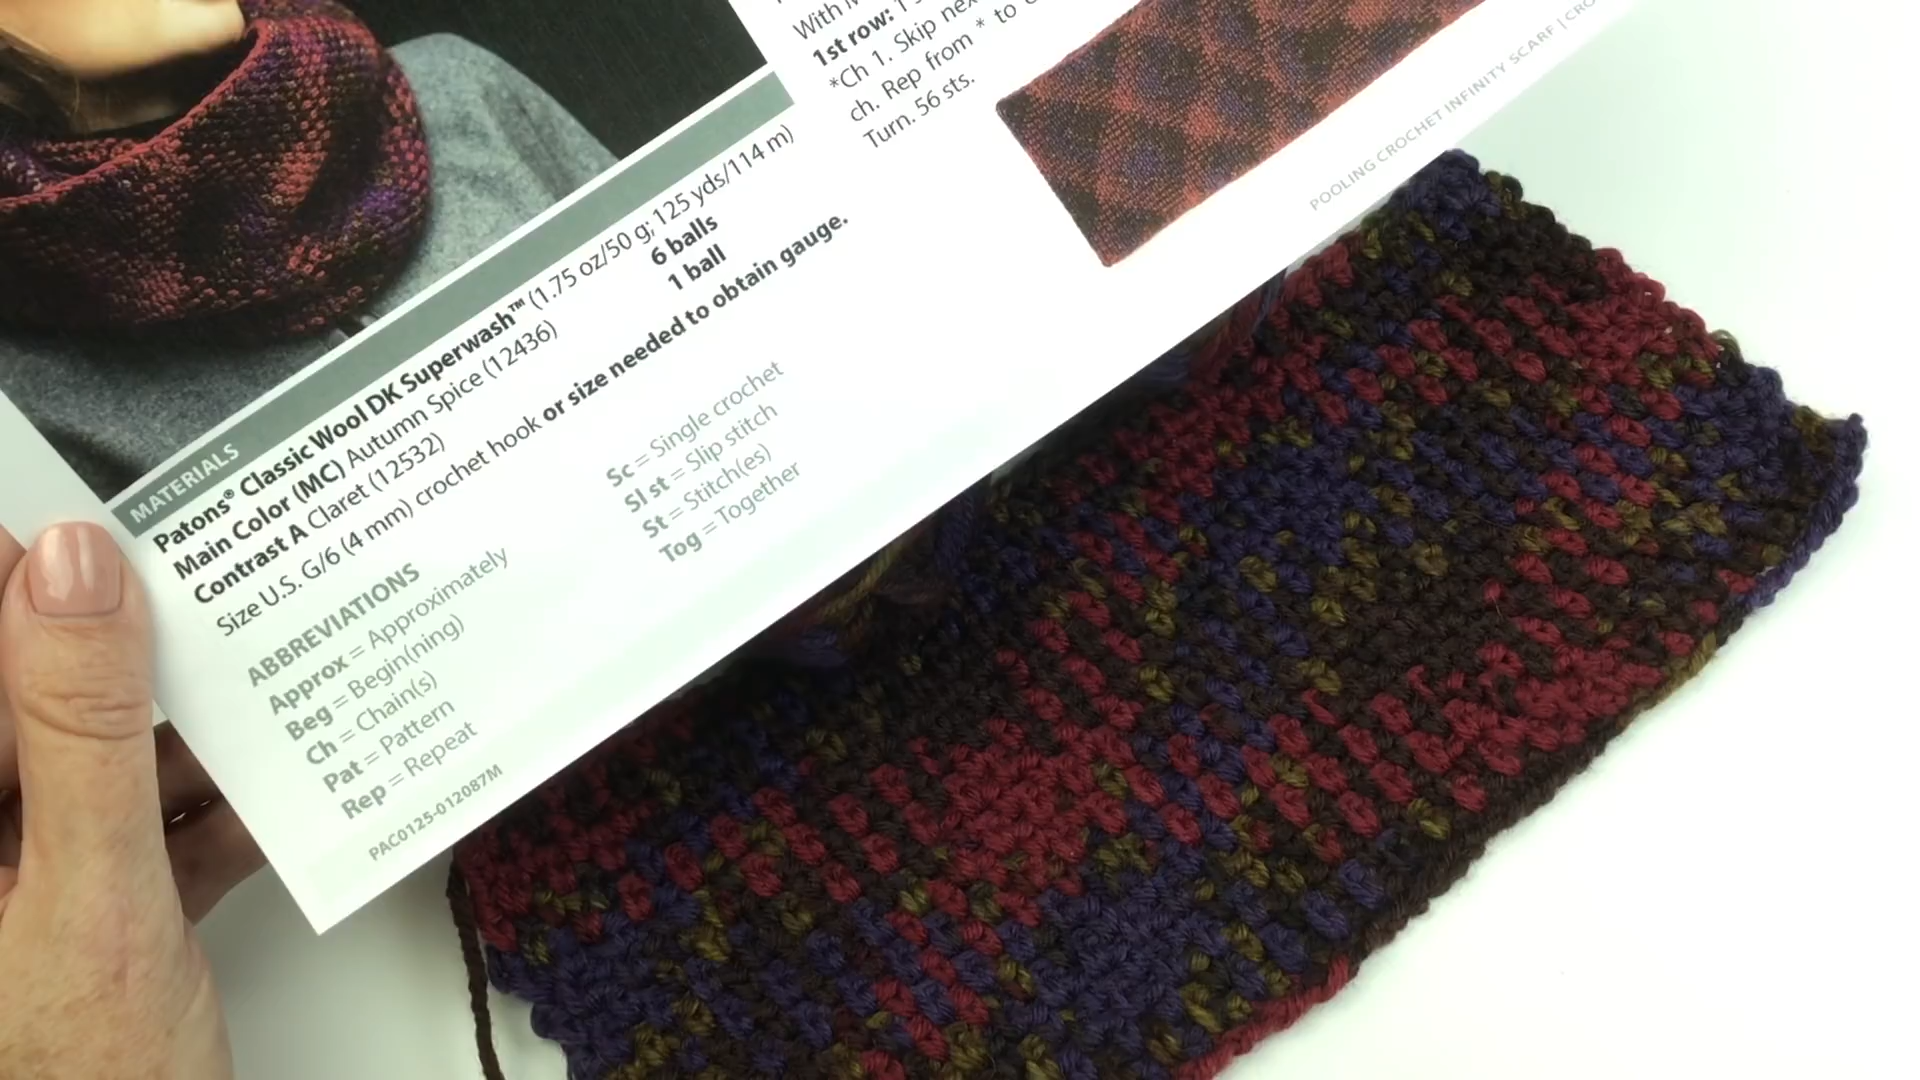 MATERIALS
Patons® Classic Wool DK Superwash™ (1.75 oz/50 g; 125 yds/114 m)
Main Color (MC) Autumn Spice (12436) 6 balls
Contrast A Claret (12532) 1 ball
Size U.S. G/6 (4 mm) crochet hook or size needed to obtain gauge.
ABBREVIATIONS
Approx = Approximately
Beg = Begin(ning)
Ch = Chain(s)
Pat = Pattern
Rep = Repeat
Sc = Single crochet
Sl st = Slip stitch
St = Stitch(es)
Tog = Together
PAC0125-012087M
With
1st row: 1
*Ch 1. Skip
ch. Rep from * to
Turn. 56 sts.
POOLING CROCHET INFINITY SCARF |